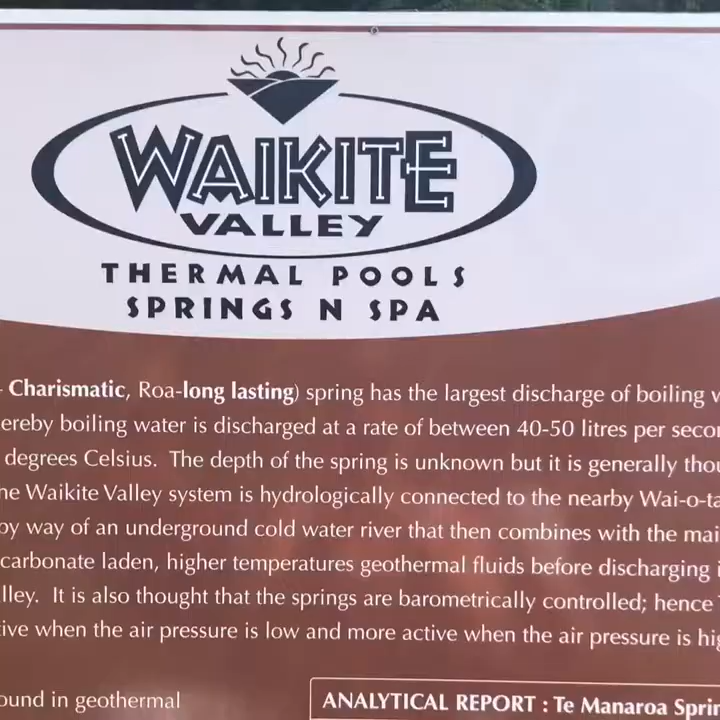 WAIKITE
VALLEY
THERMAL POOLS
SPRINGS N SPA
- Charismatic, Roa-long lasting) spring has the largest discharge of boiling
ereby boiling water is discharged at a rate of between 40-50 litres per seco
degrees Celsius. The depth of the spring is unknown but it is generally thou
he Waikite Valley system is hydrologically connected to the nearby Wai-o-ta
by way of an underground cold water river that then combines with the mai
carbonate laden, higher temperatures geothermal fluids before discharging i
lley. It is also thought that the springs are barometrically controlled; hence
ive when the air pressure is low and more active when the air pressure is hig
ound in geothermal
ANALYTICAL REPORT : Te Manaroa Sprin